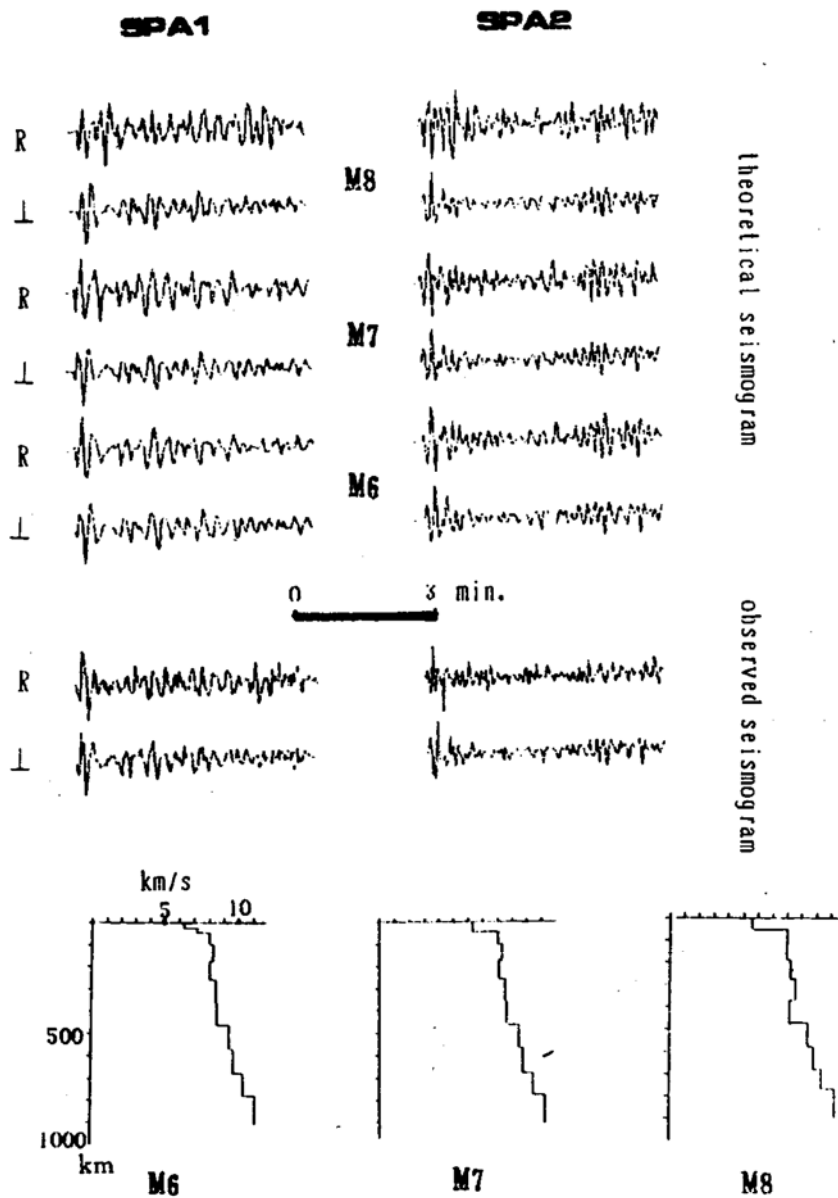 SPA1 SPA2
R
M8
⊥
R
M7
⊥
R
M6
⊥
theoretical seismogram
0 3 min.
R
⊥
observed seismogram
km/s
5 10
500
1000
km
M6 M7 M8